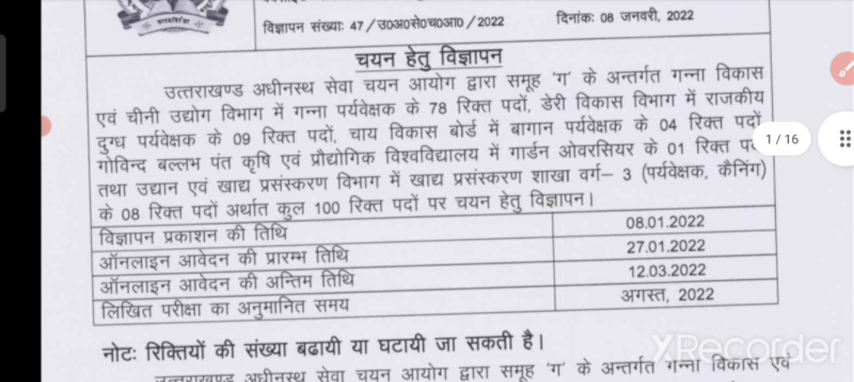 विज्ञापन संख्याः 47/उ०अ०से०च०आ०/2022
दिनांकः 08 जनवरी, 2022
चयन हेतु विज्ञापन
उत्तराखण्ड अधीनस्थ सेवा चयन आयोग द्वारा समूह 'ग' के अन्तर्गत गन्ना विकास
एवं चीनी उद्योग विभाग में गन्ना पर्यवेक्षक के 78 रिक्त पदों, डेरी विकास विभाग में राजकीय
दुग्ध पर्यवेक्षक के 09 रिक्त पदों, चाय विकास बोर्ड में बागान पर्यवेक्षक के 04 रिक्त पदों
गोविन्द बल्लभ पंत कृषि एवं प्रौद्योगिक विश्वविद्यालय में गार्डन ओवरसियर के 01 रिक्त
1 / 16
तथा उद्यान एवं खाद्य प्रसंस्करण विभाग में खाद्य प्रसंस्करण शाखा वर्ग– 3 (पर्यवेक्षक, कैनिंग)
के 08 रिक्त पदों अर्थात कुल 100 रिक्त पदों पर चयन हेतु विज्ञापन।
विज्ञापन प्रकाशन की तिथि 08.01.2022
ऑनलाइन आवेदन की प्रारम्भ तिथि 27.01.2022
ऑनलाइन आवेदन की अन्तिम तिथि 12.03.2022
लिखित परीक्षा का अनुमानित समय अगस्त, 2022
नोटः रिक्तियों की संख्या बढायी या घटायी जा सकती है।
XRecorder
उत्तराखण्ड अधीनस्थ सेवा चयन आयोग द्वारा समूह 'ग' के अन्तर्गत गन्ना विकास एवं